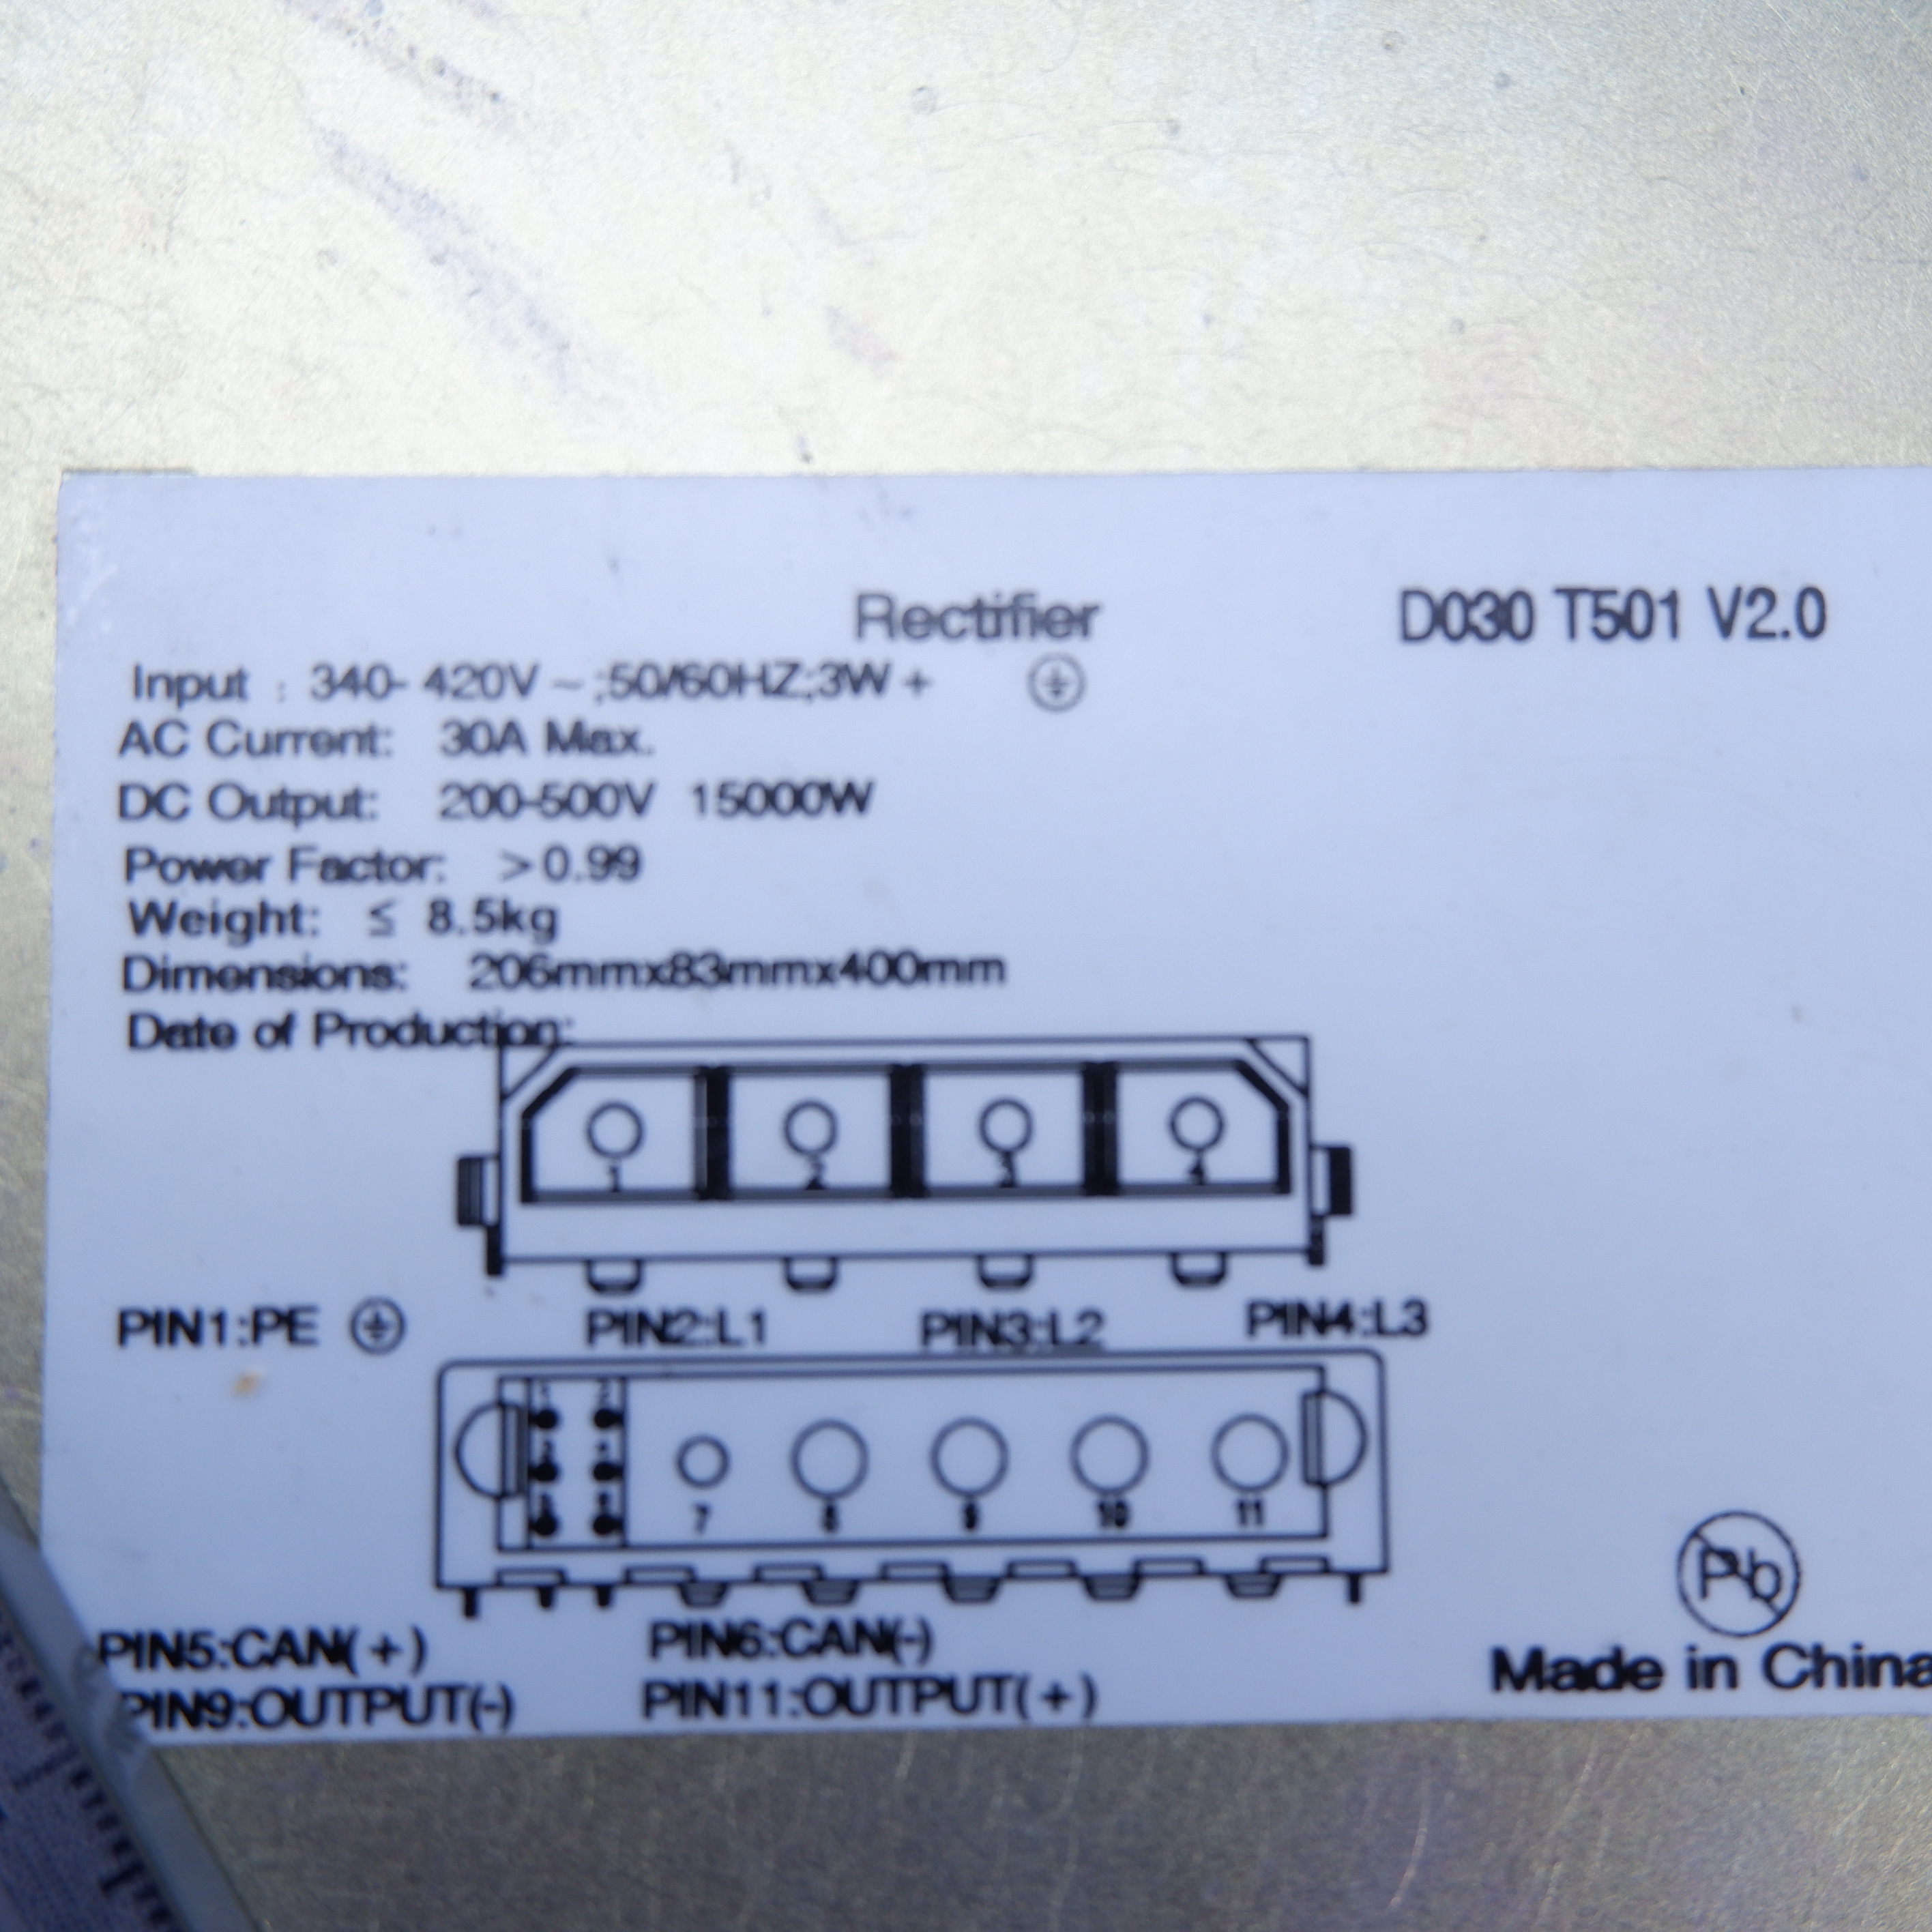 Rectifier D030 T501 V2.0
Input : 340- 420V ~ ;50/60HZ;3W +
AC Current: 30A Max.
DC Output: 200-500V 15000W
Power Factor: >0.99
Weight: ≤ 8.5kg
Dimensions: 206mmx83mmx400mm
Date of Production:
1 2 3 4
PIN1:PE PIN2:L1 PIN3:L2 PIN4:L3
1 2
7 8 9 10 11
Pb
PIN5:CAN(+) PIN6:CAN(-)
Made in China
PIN9:OUTPUT(-) PIN11:OUTPUT(+)